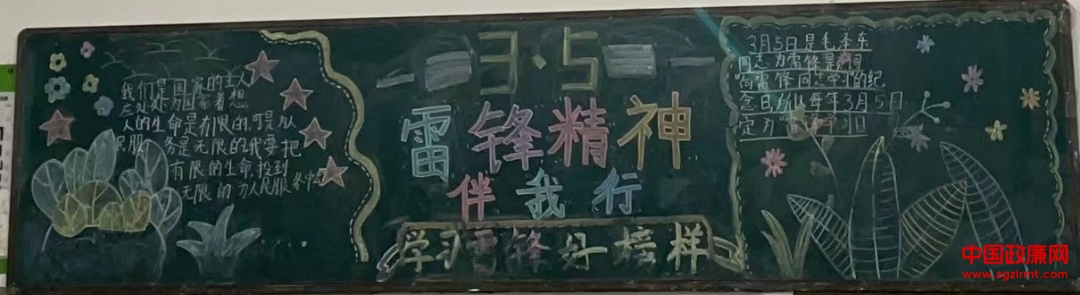 我们是国家的主人
应处处为国家着想
人的生命是有限的,可是为
人民服务是无限的我要把
有限的生命,投到
无限的为人民服务中去
3·5
雷锋精神
伴我行
学习雷锋好榜样
3月5日是毛泽东
同志为雷锋题词
向雷锋同志学习的纪
念日所以每年3月5日
定为雷锋学习日
中国政廉网
www.zgzlrmt.com